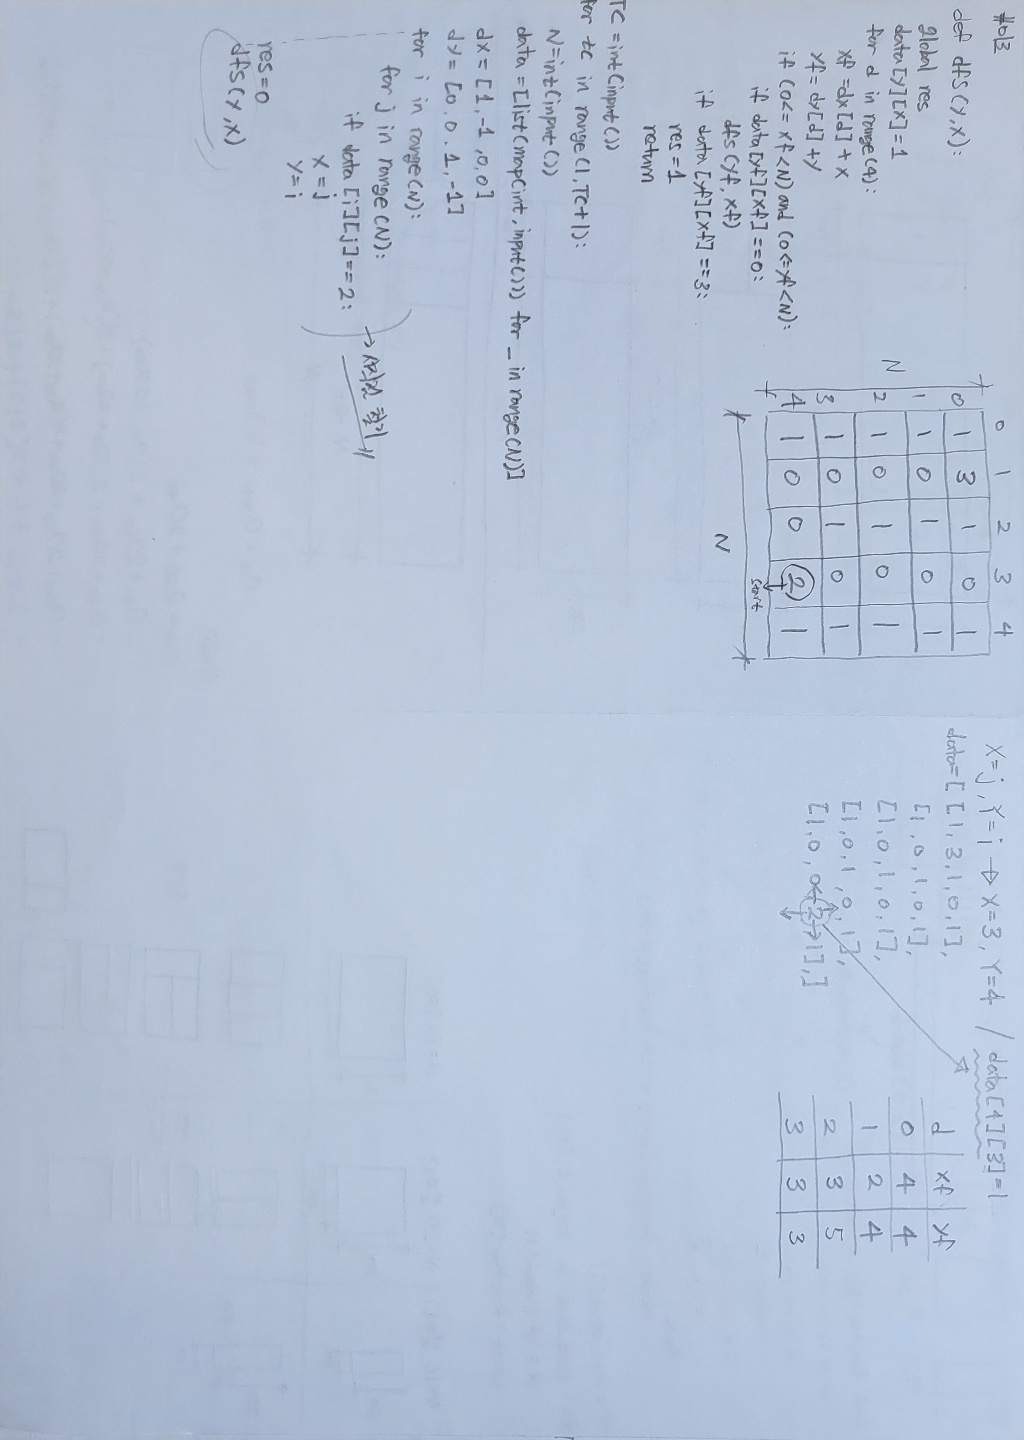 #013
def dfs(y,x):
global res
data[y][x]=1
for d in range(4):
xf=dx[d]+x
yf=dy[d]+y
if (0<=xf<N) and (0<=yf<N):
if data[yf][xf]==0:
dfs(yf,xf)
if data[yf][xf]==3:
res=1
return
TC=int(input())
for tc in range(1,TC+1):
N=int(input())
data=[list(map(int,input())) for _ in range(N)]
dx=[1,-1,0,0]
dy=[0.0.1,-1]
for i in range(N):
for j in range(N):
if data[i][j]==2:
x=j
y=i
→ 시작점 찾기
res=0
dfs(y,x)
0 1 2 3 4
0 1 3 1 0 1
1 1 0 1 0 1
N
2 1 0 1 0 1
3 1 0 1 0 1
4 1 0 0 2 1
start
N
X=j, Y=i → X=3, Y=4 / data[4][3]=1
data=[[1,3,1,0,1],
[1,0,1,0,1],
[1,0,1,0,1],
[1,0,1,0,1],
[1,0,0←2→1],]
d xf yf
0 4 4
1 2 4
2 3 5
3 3 3